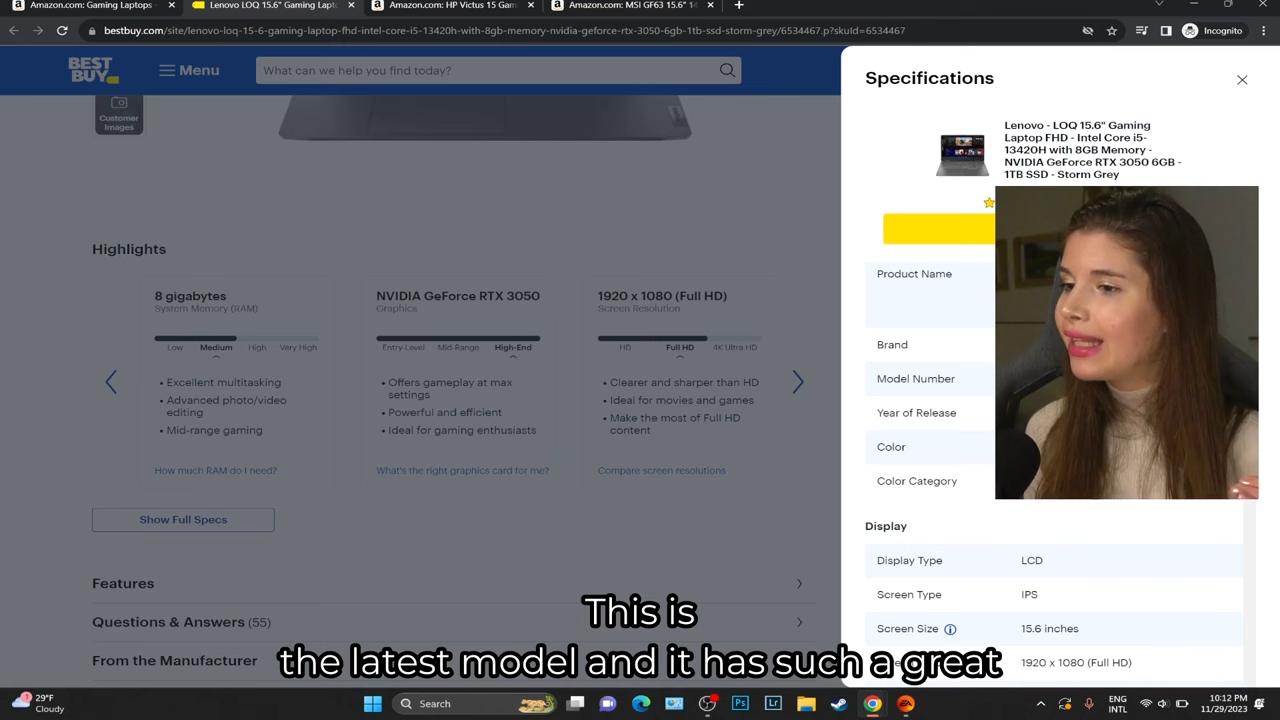 Amazon.com: Gaming Laptops -
Lenovo LOQ 15.6" Gaming Lapto
Amazon.com: HP Victus 15 Gam
Amazon.com: MSI GF63 15.6" 14
bestbuy.com/site/lenovo-loq-15-6-gaming-laptop-fhd-intel-core-i5-13420h-with-8gb-memory-nvidia-geforce-rtx-3050-6gb-1tb-ssd-storm-grey/6534467.p?skuId=6534467
Incognito
BEST
BUY
Menu
What can we help you find today?
Customer
Images
Highlights
8 gigabytes
System Memory (RAM)
Low Medium High Very High
• Excellent multitasking
• Advanced photo/video
editing
• Mid-range gaming
How much RAM do I need?
NVIDIA GeForce RTX 3050
Graphics
Entry-Level Mid-Range High-End
• Offers gameplay at max
settings
• Powerful and efficient
• Ideal for gaming enthusiasts
What's the right graphics card for me?
1920 x 1080 (Full HD)
Screen Resolution
HD Full HD 4K Ultra HD
• Clearer and sharper than HD
• Ideal for movies and games
• Make the most of Full HD
content
Compare screen resolutions
Show Full Specs
Features
Questions & Answers (55)
From the Manufacturer
Specifications
Lenovo - LOQ 15.6" Gaming
Laptop FHD - Intel Core i5-
13420H with 8GB Memory -
NVIDIA GeForce RTX 3050 6GB -
1TB SSD - Storm Grey
Product Name
Brand
Model Number
Year of Release
Color
Color Category
Display
Display Type LCD
Screen Type IPS
Screen Size 15.6 inches
1920 x 1080 (Full HD)
This is
the latest model and it has such a great
29°F
Cloudy
Search
Ps
Lr
EA
ENG
INTL
10:12 PM
11/29/2023